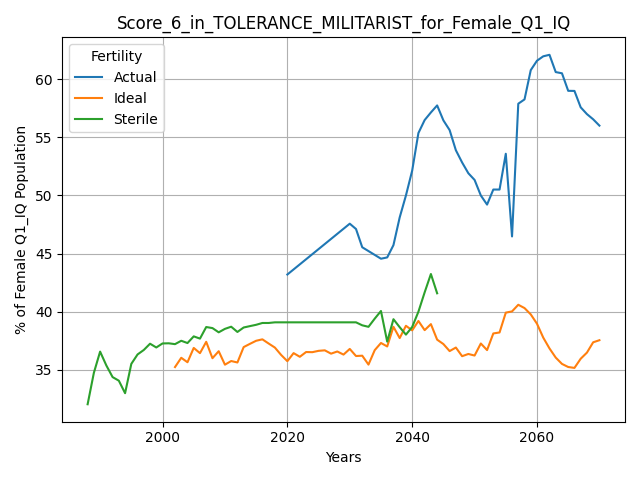 Score_6_in_TOLERANCE_MILITARIST_for_Female_Q1_IQ
Fertility
Actual
Ideal
Sterile
% of Female Q1_IQ Population
60
55
50
45
40
35
2000
2020
2040
2060
Years